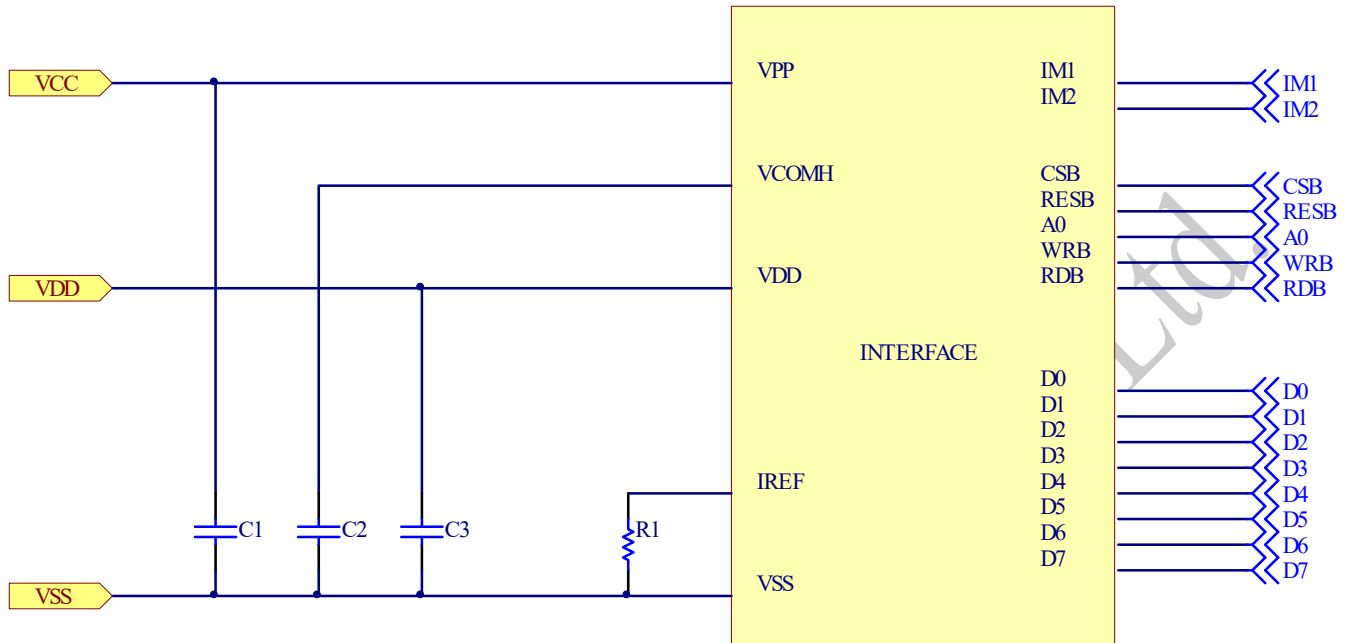 VCC
VDD
VSS
C1
C2
C3
R1
VPP
VCOMH
VDD
IREF
VSS
INTERFACE
IM1
IM2
CSB
RESB
A0
WRB
RDB
D0
D1
D2
D3
D4
D5
D6
D7
IM1
IM2
CSB
RESB
A0
WRB
RDB
D0
D1
D2
D3
D4
D5
D6
D7
Ltd.